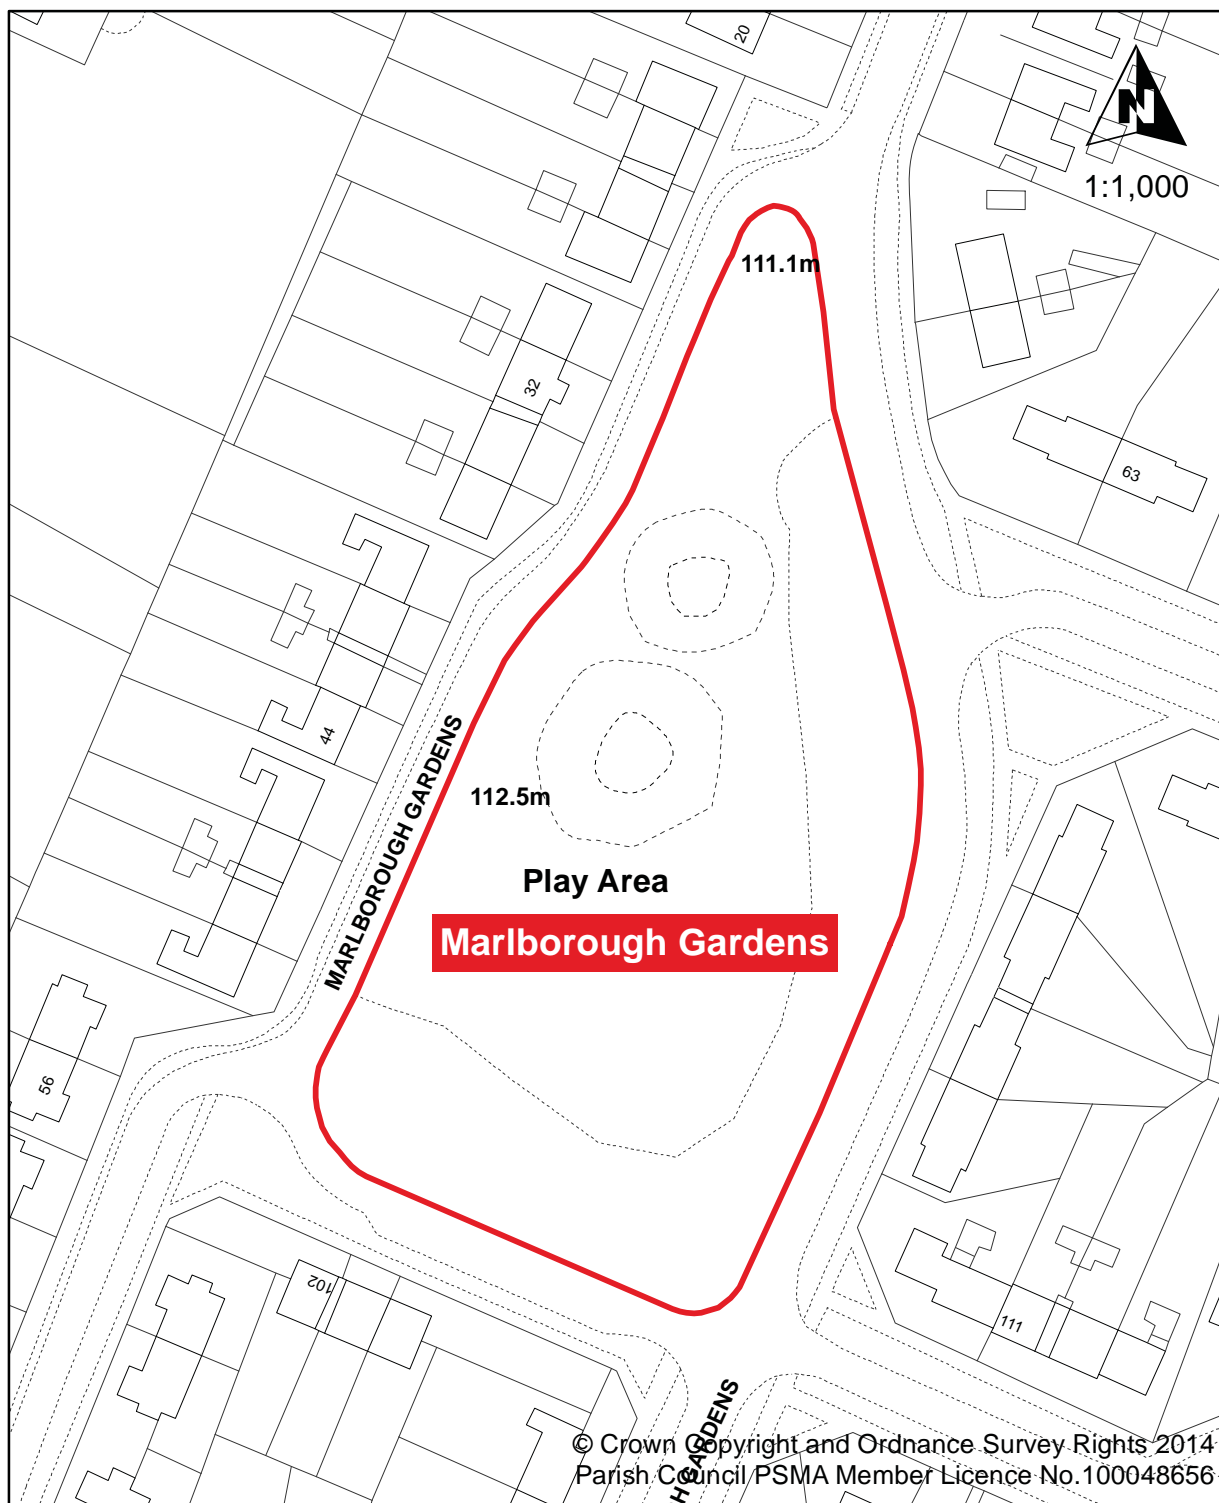 20
N
1:1,000
111.1m
32
63
44
MARLBOROUGH GARDENS
112.5m
Play Area
Marlborough Gardens
56
102
111
H GARDENS
© Crown Copyright and Ordnance Survey Rights 2014
Parish Council PSMA Member Licence No.100048656